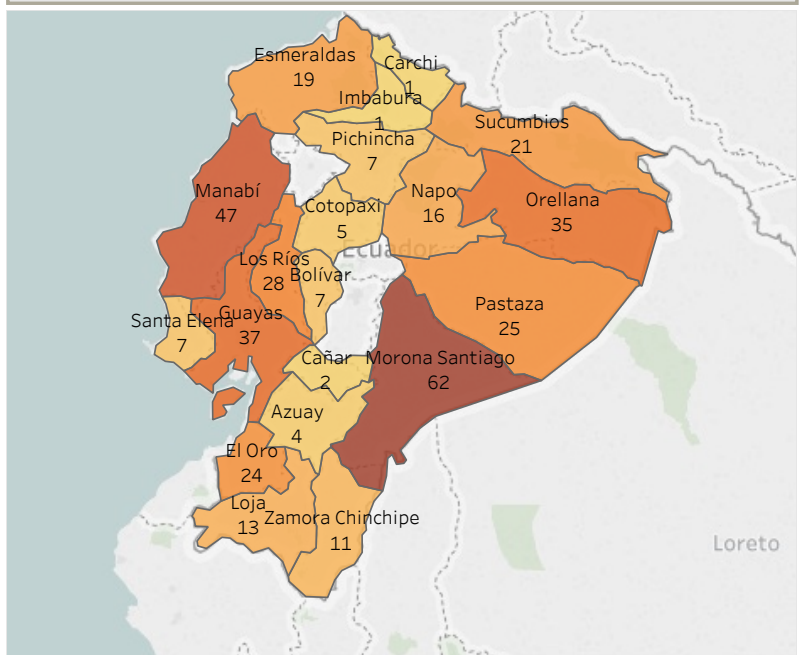 Esmeraldas
19
Carchi
1
Imbabura
1
Pichincha
7
Sucumbios
21
Manabí
47
Napo
16
Orellana
35
Cotopaxi
5
Ecuador
Los Ríos
28
Bolívar
7
Pastaza
25
Santa Elena
7
Guayas
37
Cañar
2
Morona Santiago
62
Azuay
4
El Oro
24
Loja
13
Zamora Chinchipe
11
Loreto